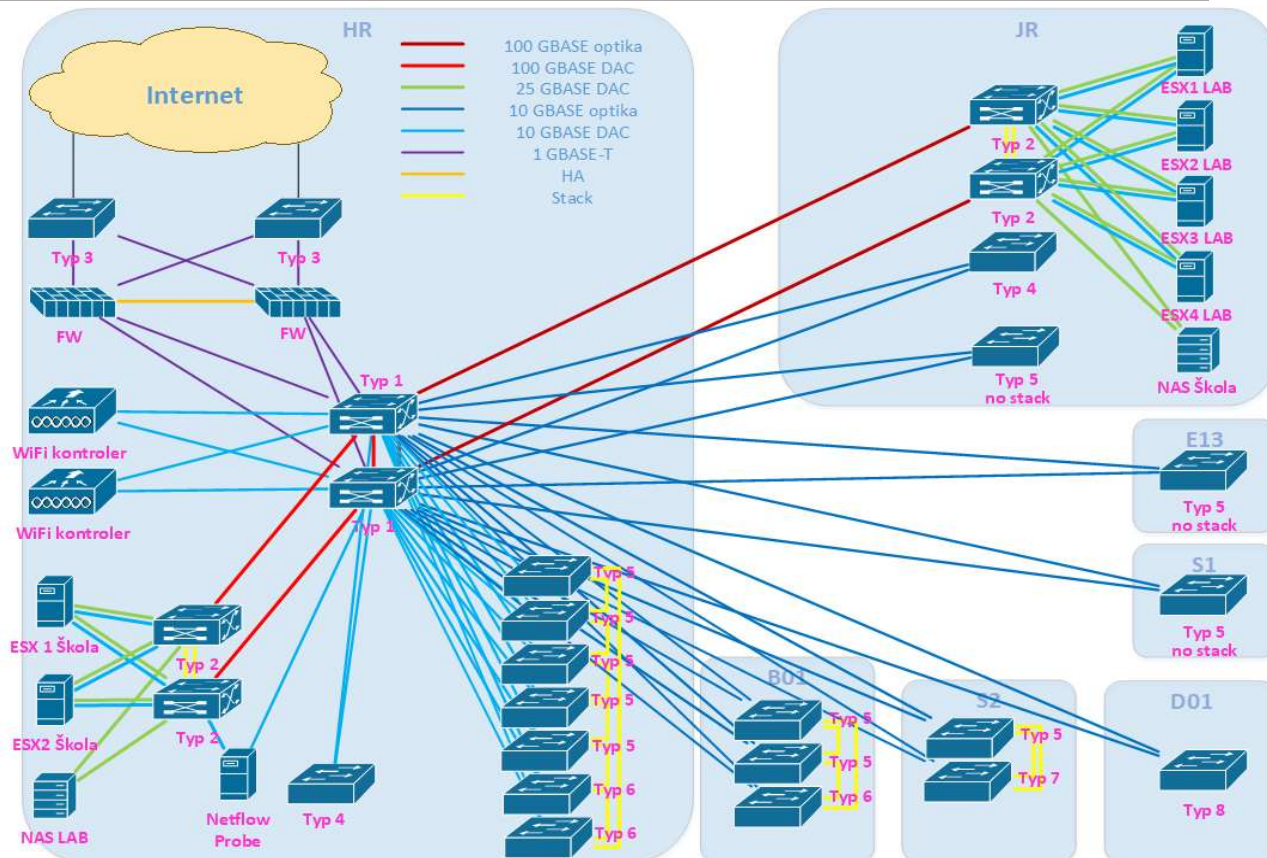 HR
100 GBASE optika
100 GBASE DAC
25 GBASE DAC
10 GBASE optika
10 GBASE DAC
1 GBASE-T
HA
Stack
Internet
Typ 3
Typ 3
FW
FW
Typ 1
Typ 1
WiFi kontroler
WiFi kontroler
ESX 1 Škola
Typ 2
ESX2 Škola
Typ 2
NAS LAB
Netflow
Probe
Typ 4
Typ 5
Typ 5
Typ 5
Typ 5
Typ 5
Typ 6
Typ 6
JR
ESX1 LAB
Typ 2
ESX2 LAB
Typ 2
ESX3 LAB
Typ 4
ESX4 LAB
Typ 5
no stack
NAS Škola
E13
Typ 5
no stack
S1
Typ 5
no stack
B01
Typ 5
Typ 5
Typ 6
S2
Typ 5
Typ 7
D01
Typ 8